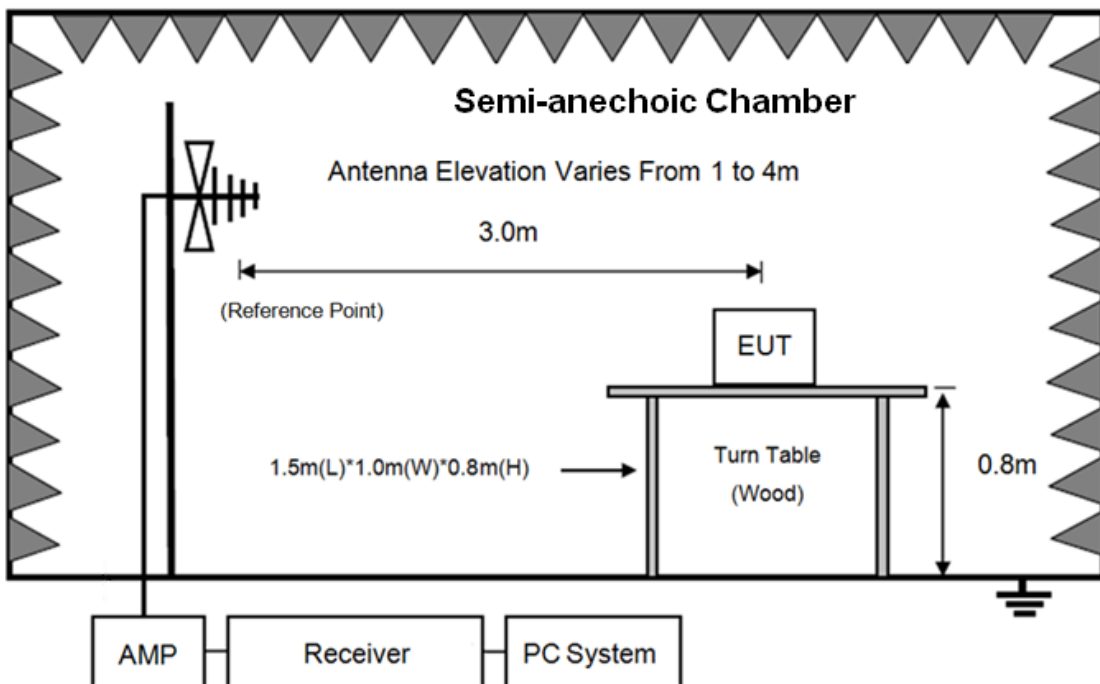 Semi-anechoic Chamber
Antenna Elevation Varies From 1 to 4m
3.0m
(Reference Point)
EUT
1.5m(L)*1.0m(W)*0.8m(H)
Turn Table
(Wood)
0.8m
AMP
Receiver
PC System